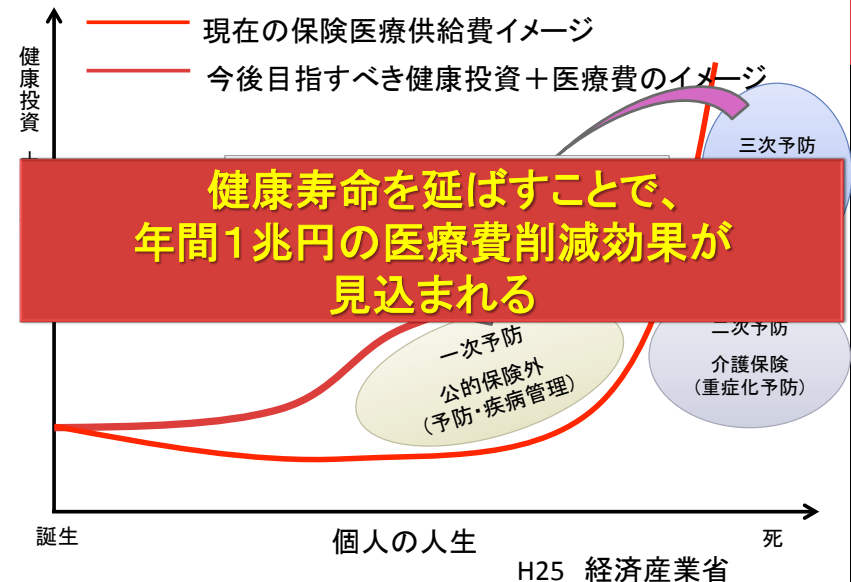 現在の保険医療供給費イメージ
今後目指すべき健康投資＋医療費のイメージ
健康投資
三次予防
健康寿命を延ばすことで、
年間１兆円の医療費削減効果が
見込まれる
一次予防
公的保険外
(予防・疾病管理)
二次予防
介護保険
(重症化予防)
誕生
個人の人生
死
H25 経済産業省